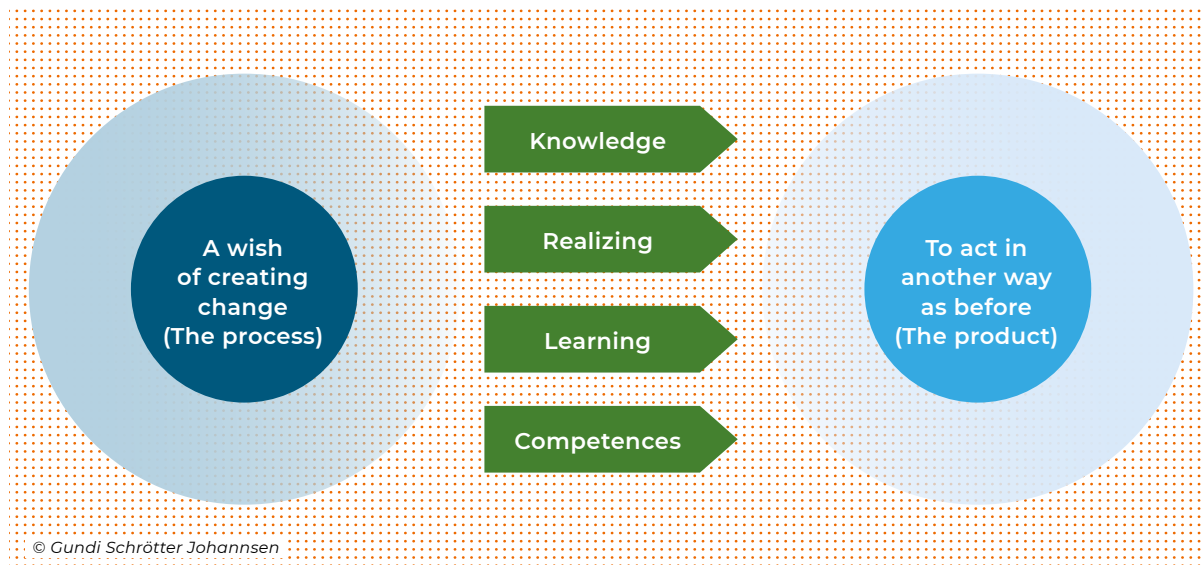 A wish
of creating
change
(The process)
Knowledge
Realizing
Learning
Competences
To act in
another way
as before
(The product)
© Gundi Schrötter Johannsen